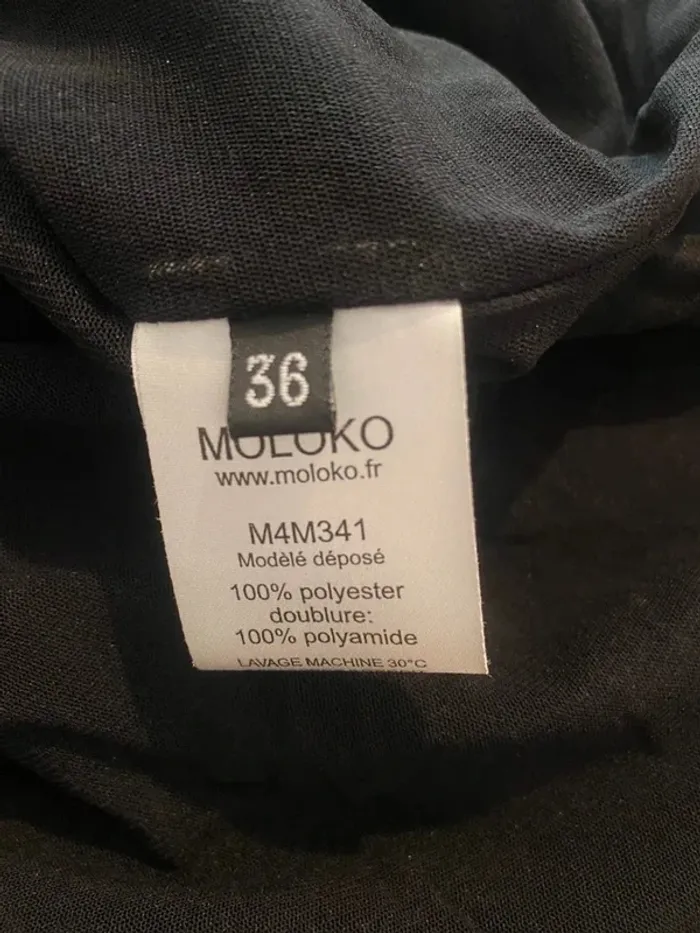 36
MOLOKO
www.moloko.fr
M4M341
Modèlé déposé
100% polyester
doublure:
100% polyamide
LAVAGE MACHINE 30°C